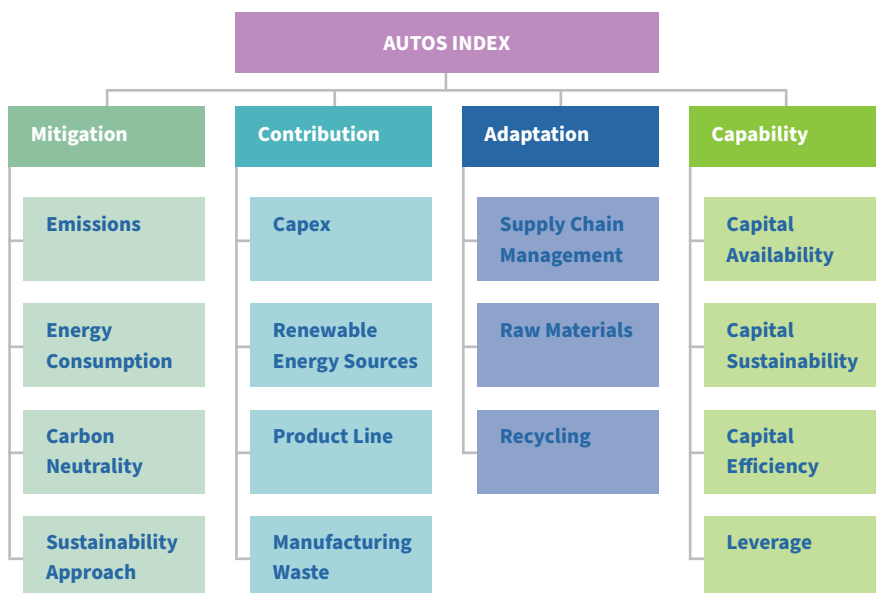 AUTOS INDEX
Mitigation
Emissions
Energy
Consumption
Carbon
Neutrality
Sustainability
Approach
Contribution
Capex
Renewable
Energy Sources
Product Line
Manufacturing
Waste
Adaptation
Supply Chain
Management
Raw Materials
Recycling
Capability
Capital
Availability
Capital
Sustainability
Capital
Efficiency
Leverage